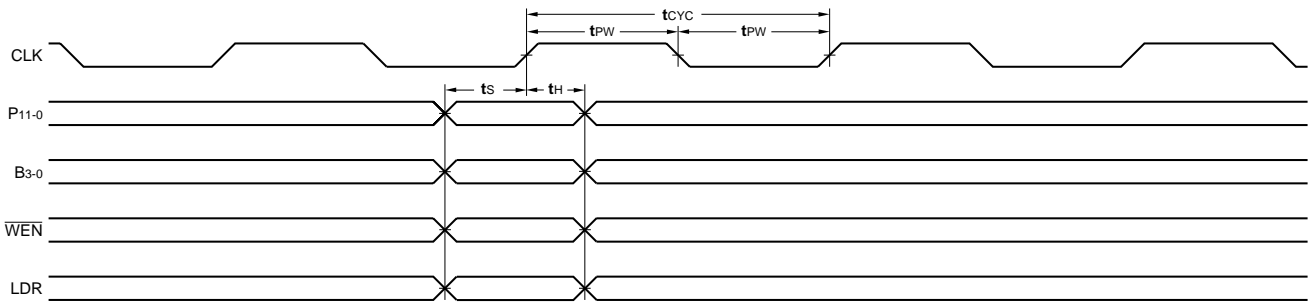 tCYC
tPW tPW
CLK
tS tH
P11-0
B3-0
WEN
LDR